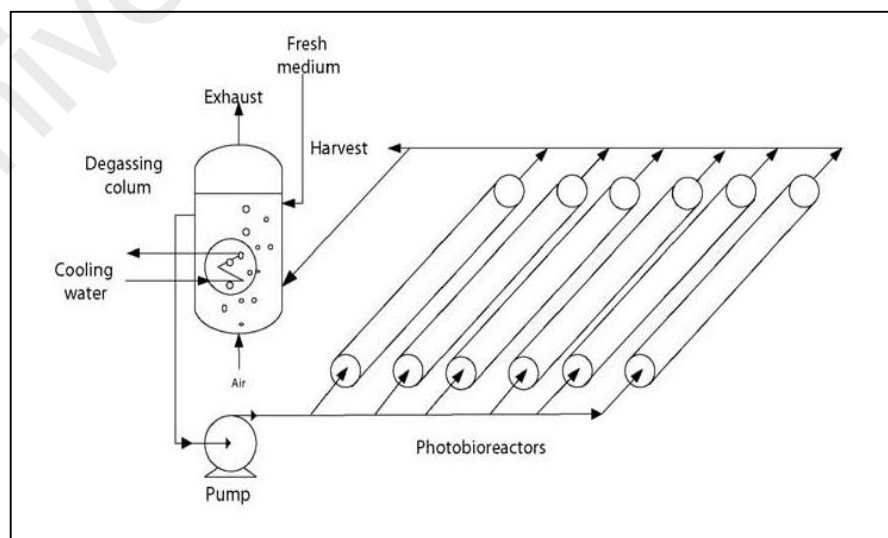 Fresh
medium
Exhaust
Harvest
Degassing
colum
Cooling
water
Air
Photobioreactors
Pump